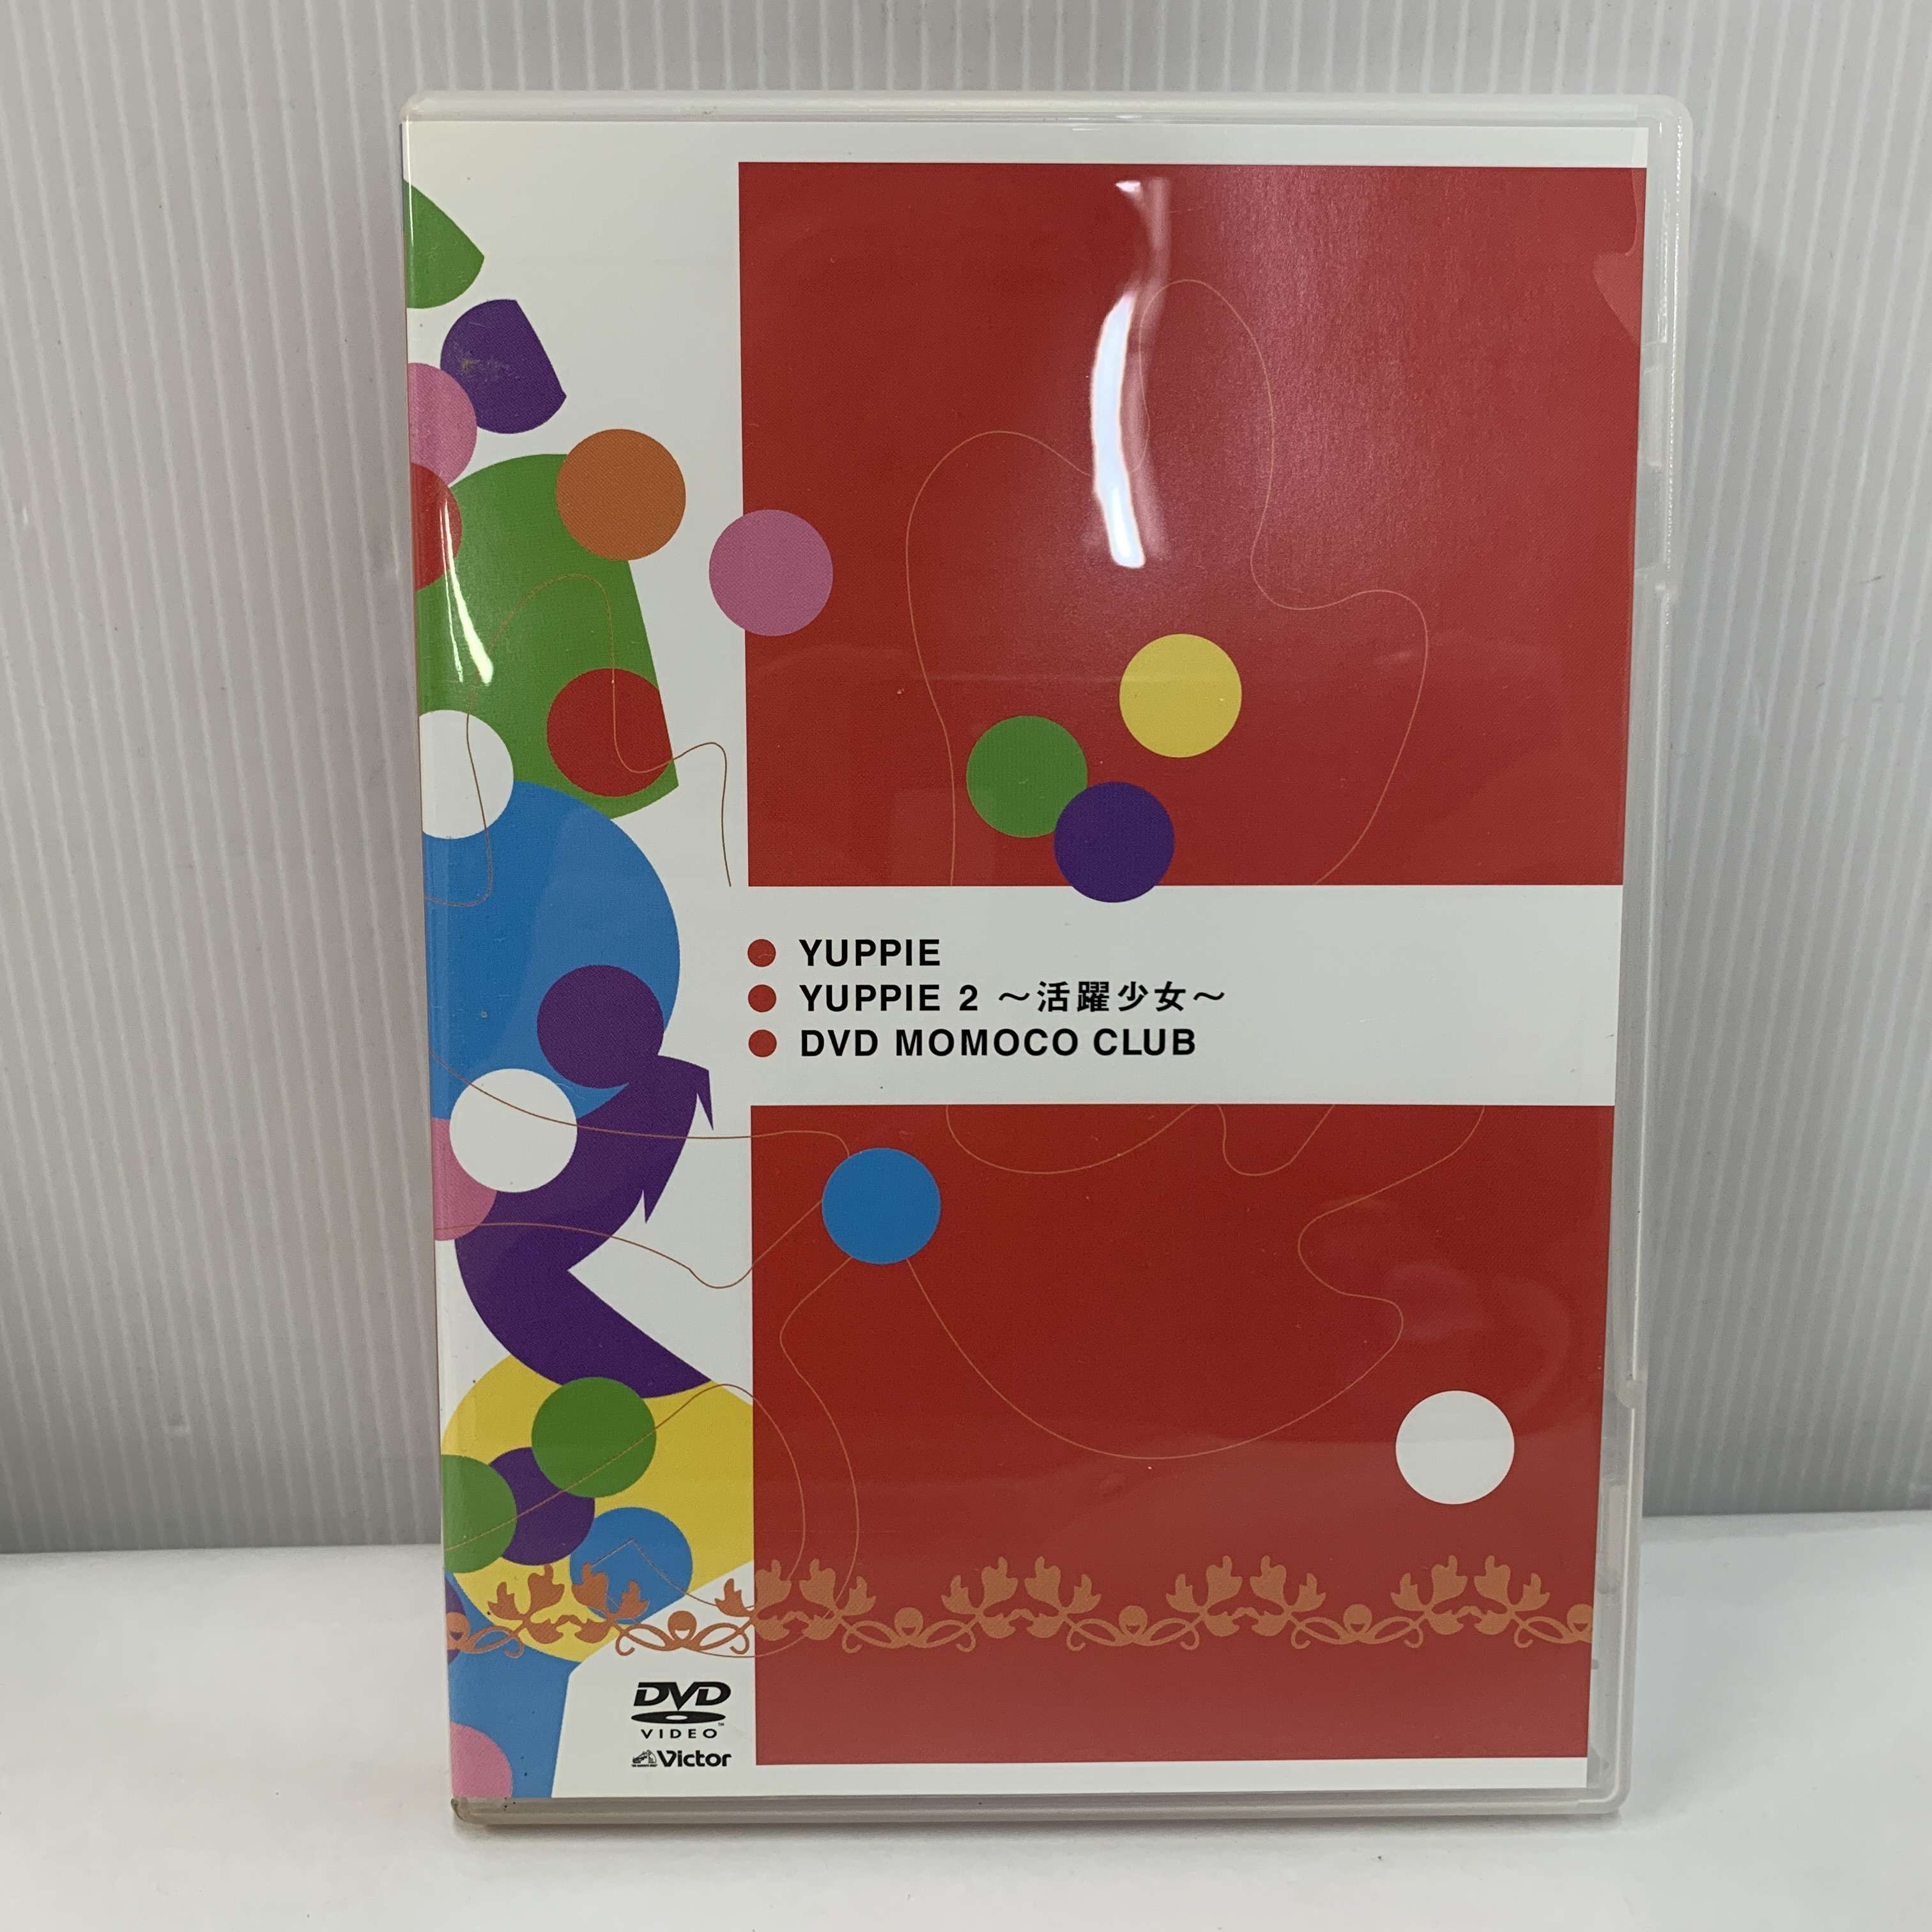 YUPPIE
YUPPIE 2 ～活躍少女～
DVD MOMOCO CLUB
DVD
VIDEO
Victor